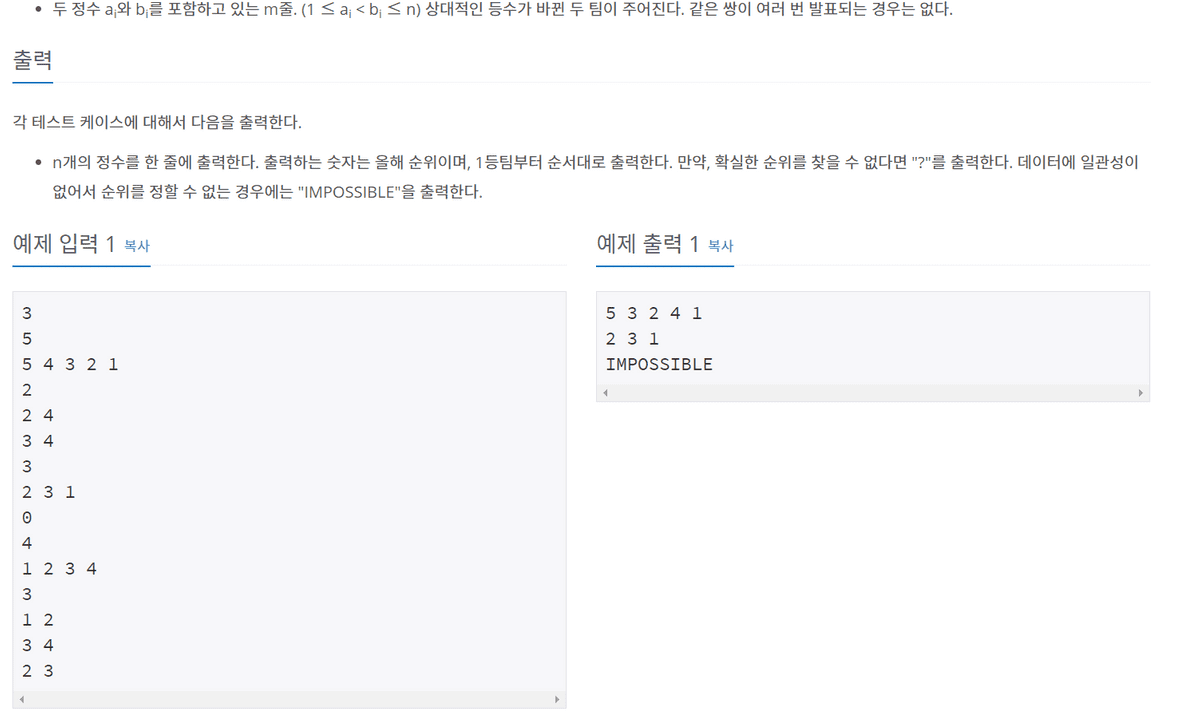 두 정수 ai와 bi를 포함하고 있는 m줄. (1 ≤ ai < bi ≤ n) 상대적인 등수가 바뀐 두 팀이 주어진다. 같은 쌍이 여러 번 발표되는 경우는 없다.
출력
각 테스트 케이스에 대해서 다음을 출력한다.
n개의 정수를 한 줄에 출력한다. 출력하는 숫자는 올해 순위이며, 1등팀부터 순서대로 출력한다. 만약, 확실한 순위를 찾을 수 없다면 "?"를 출력한다. 데이터에 일관성이
없어서 순위를 정할 수 없는 경우에는 "IMPOSSIBLE"을 출력한다.
예제 입력 1 복사
3
5
5 4 3 2 1
2
2 4
3 4
3
2 3 1
0
4
1 2 3 4
3
1 2
3 4
2 3
예제 출력 1 복사
5 3 2 4 1
2 3 1
IMPOSSIBLE